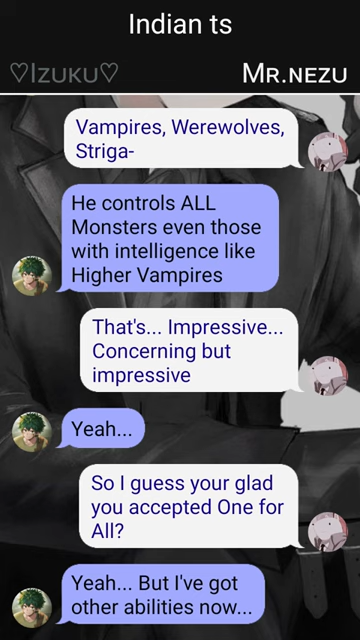 Indian ts
♡Izuku♡
Mr.nezu
Vampires, Werewolves,
Striga-
He controls ALL
Monsters even those
with intelligence like
Higher Vampires
That's... Impressive...
Concerning but
impressive
Yeah...
So I guess your glad
you accepted One for
All?
Yeah... But I've got
other abilities now...